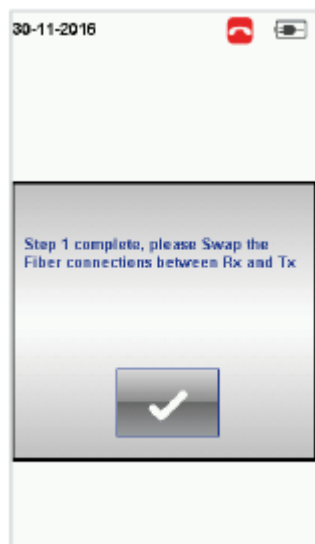 30-11-2016
Step 1 complete, please Swap the
Fiber connections between Rx and Tx